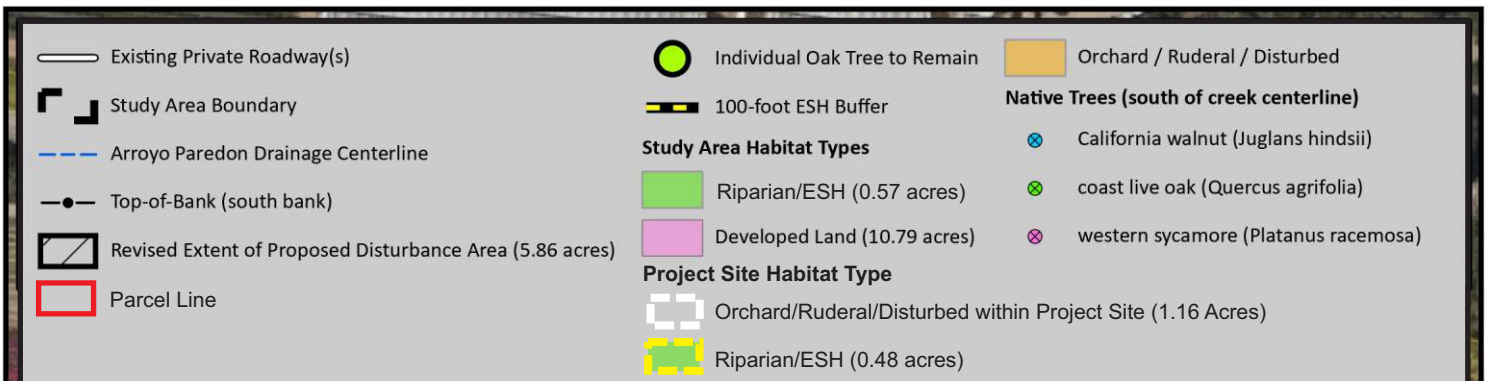 Existing Private Roadway(s)
Study Area Boundary
Arroyo Paredon Drainage Centerline
Top-of-Bank (south bank)
Revised Extent of Proposed Disturbance Area (5.86 acres)
Parcel Line
Individual Oak Tree to Remain
100-foot ESH Buffer
Study Area Habitat Types
Riparian/ESH (0.57 acres)
Developed Land (10.79 acres)
Project Site Habitat Type
Orchard/Ruderal/Disturbed within Project Site (1.16 Acres)
Riparian/ESH (0.48 acres)
Orchard / Ruderal / Disturbed
Native Trees (south of creek centerline)
California walnut (Juglans hindsii)
coast live oak (Quercus agrifolia)
western sycamore (Platanus racemosa)